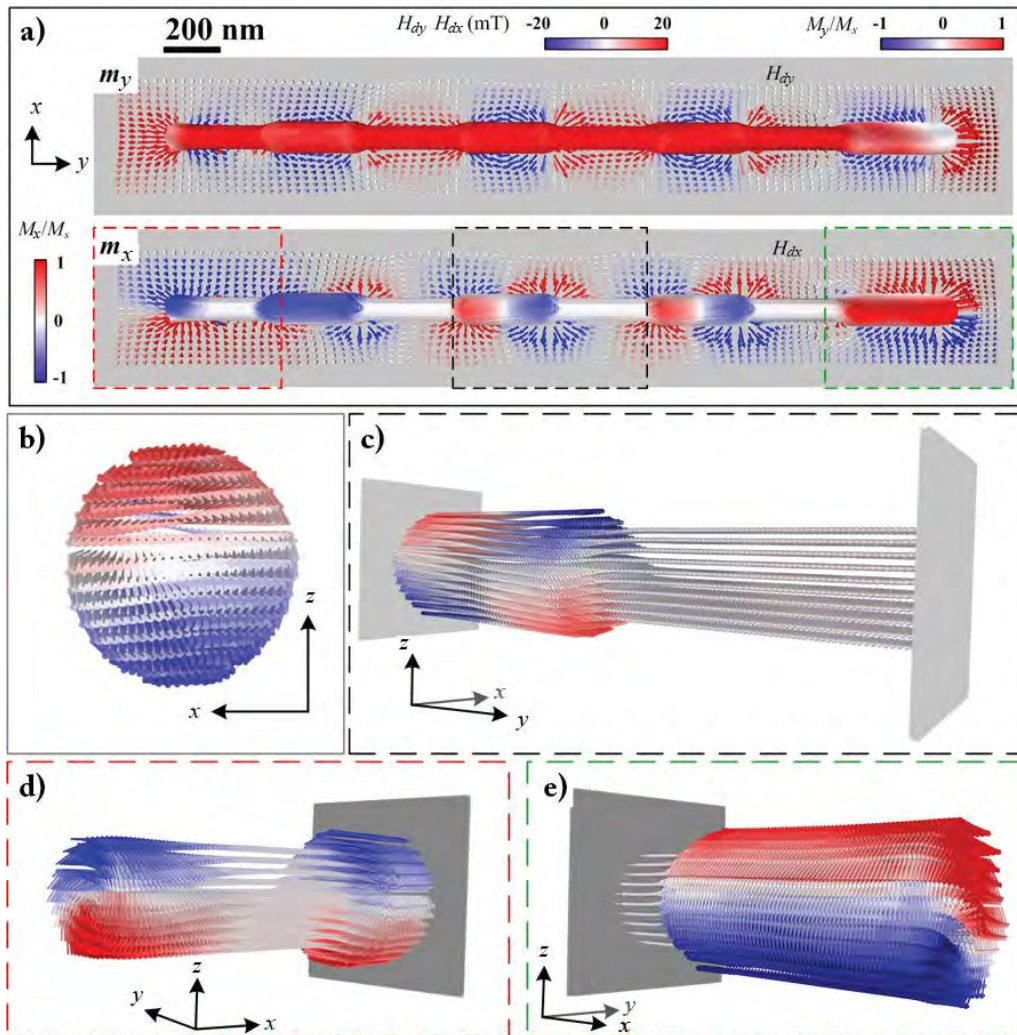 a)
200 nm
H_dy H_dx (mT) -20 0 20
M_y/M_s -1 0 1
m_y
H_dy
x
y
M_x/M_s
m_x
H_dx
1
0
-1
b)
z
x
c)
z
x
y
d)
z
y
x
e)
z
y
x